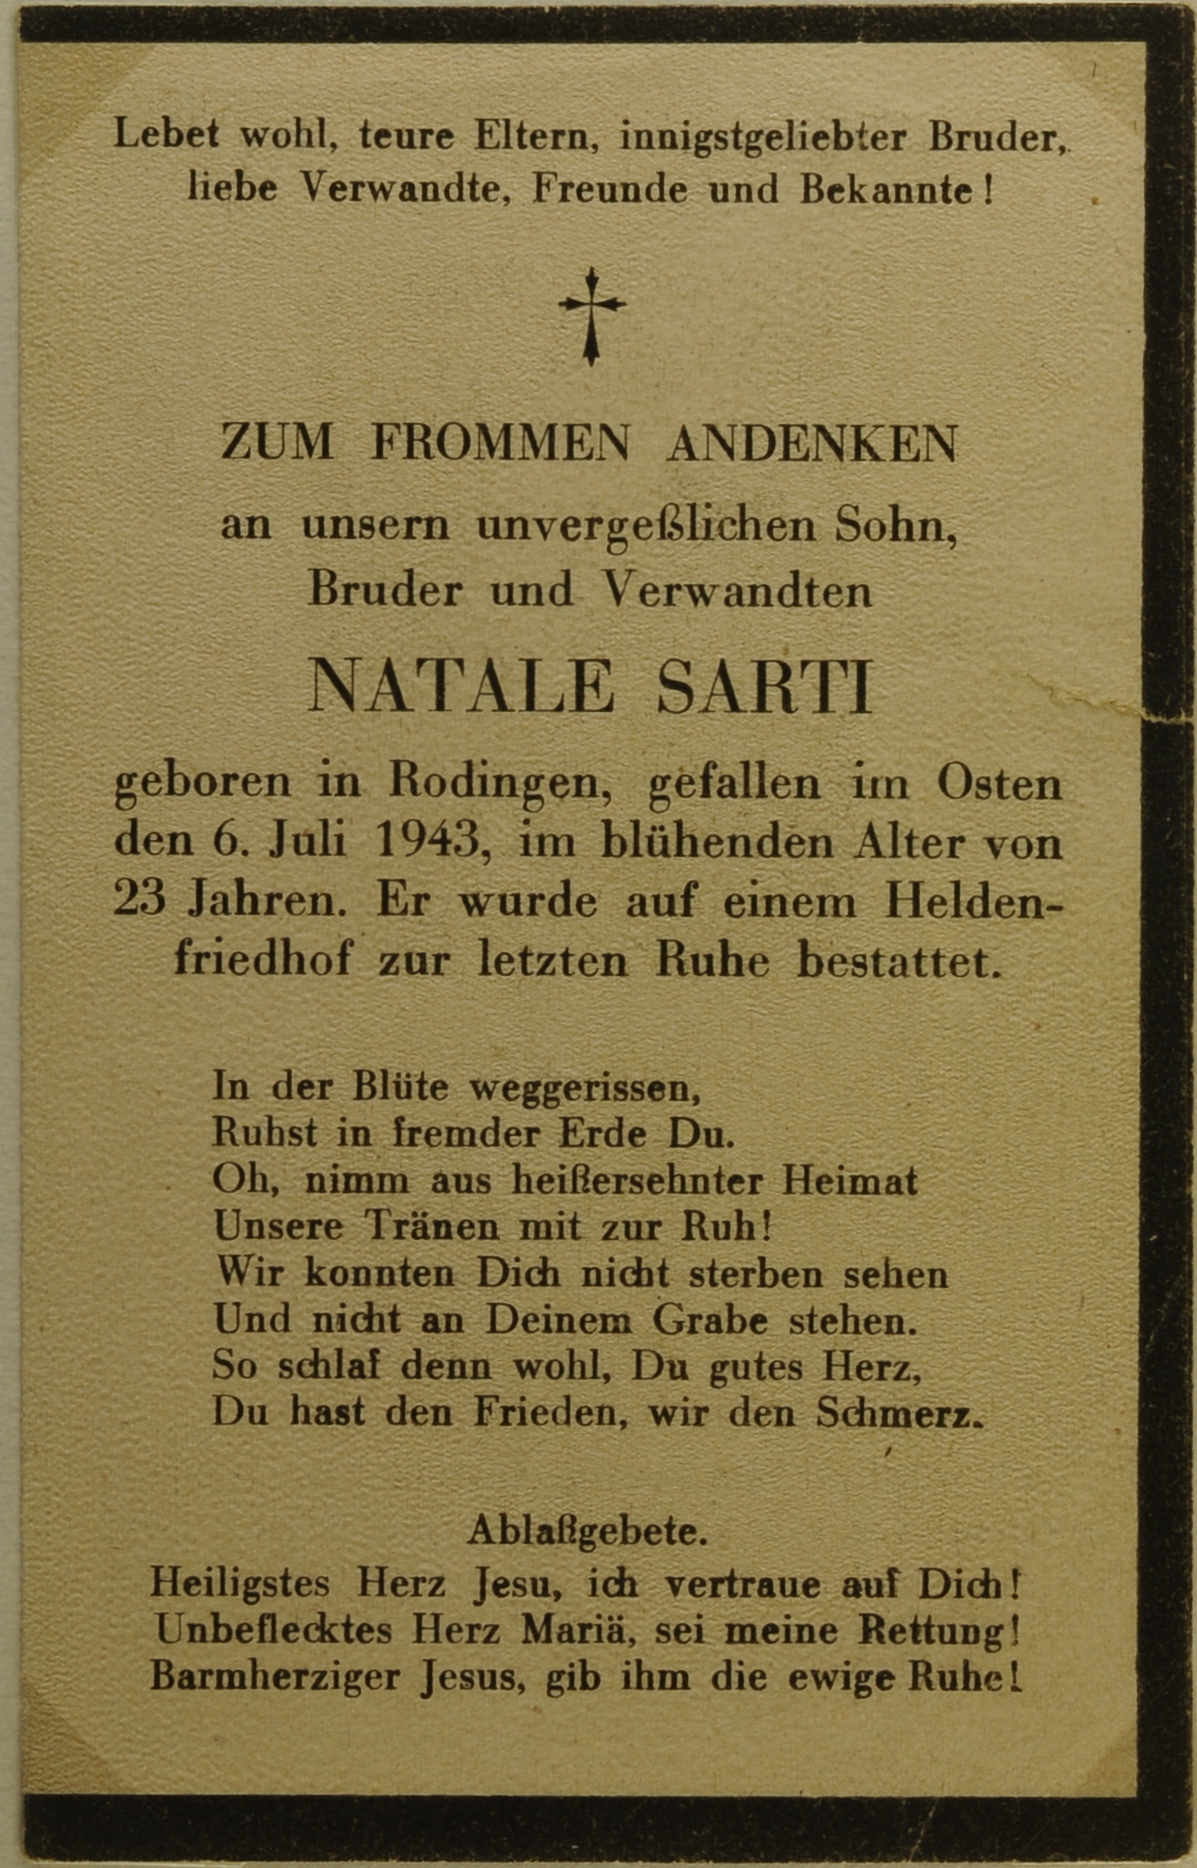 Lebet wohl, teure Eltern, innigstgeliebter Bruder,
liebe Verwandte, Freunde und Bekannte!
ZUM FROMMEN ANDENKEN
an unsern unvergeßlichen Sohn,
Bruder und Verwandten
NATALE SARTI
geboren in Rodingen, gefallen im Osten
den 6. Juli 1943, im blühenden Alter von
23 Jahren. Er wurde auf einem Helden-
friedhof zur letzten Ruhe bestattet.
In der Blüte weggerissen,
Ruhst in fremder Erde Du.
Oh, nimm aus heißersehnter Heimat
Unsere Tränen mit zur Ruh!
Wir konnten Dich nicht sterben sehen
Und nicht an Deinem Grabe stehen.
So schlaf denn wohl, Du gutes Herz,
Du hast den Frieden, wir den Schmerz.
Ablaßgebete.
Heiligstes Herz Jesu, ich vertraue auf Dich!
Unbeflecktes Herz Mariä, sei meine Rettung!
Barmherziger Jesus, gib ihm die ewige Ruhe!